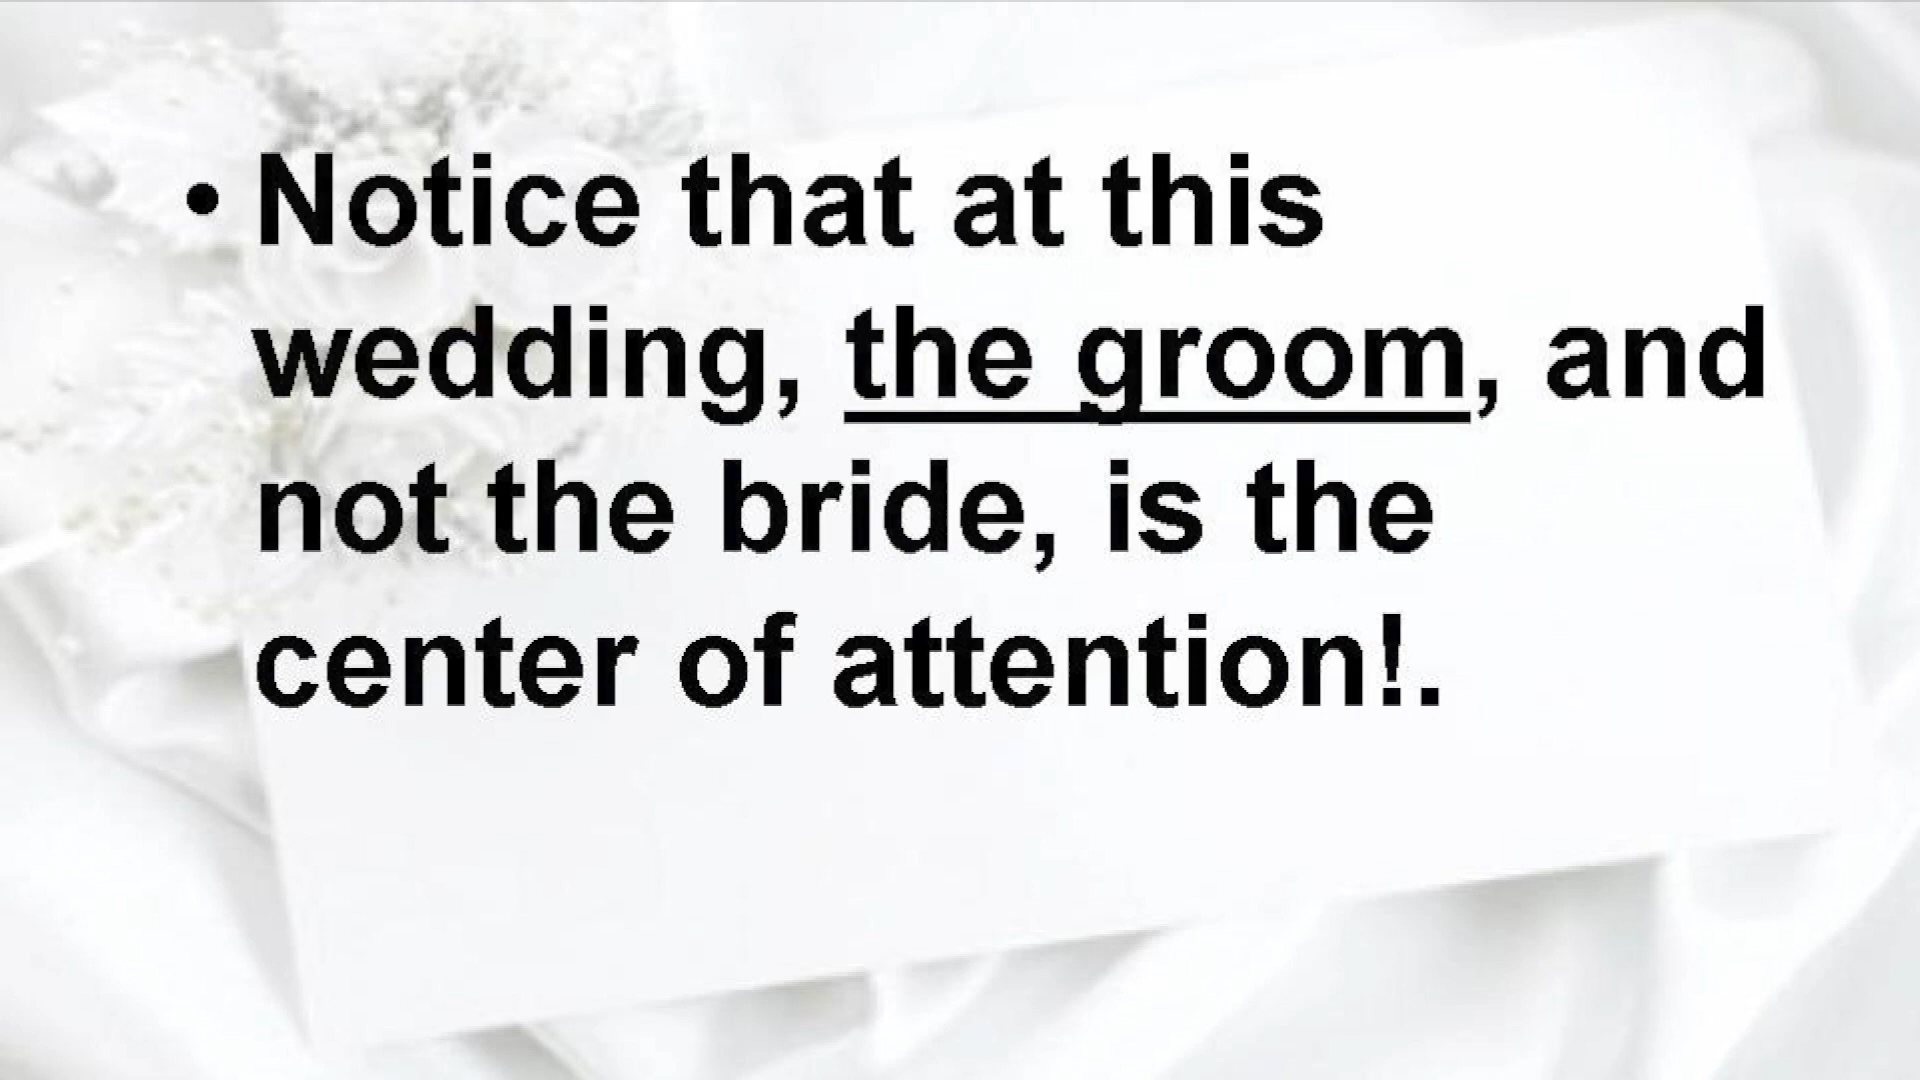 • Notice that at this
wedding, the groom, and
not the bride, is the
center of attention!.